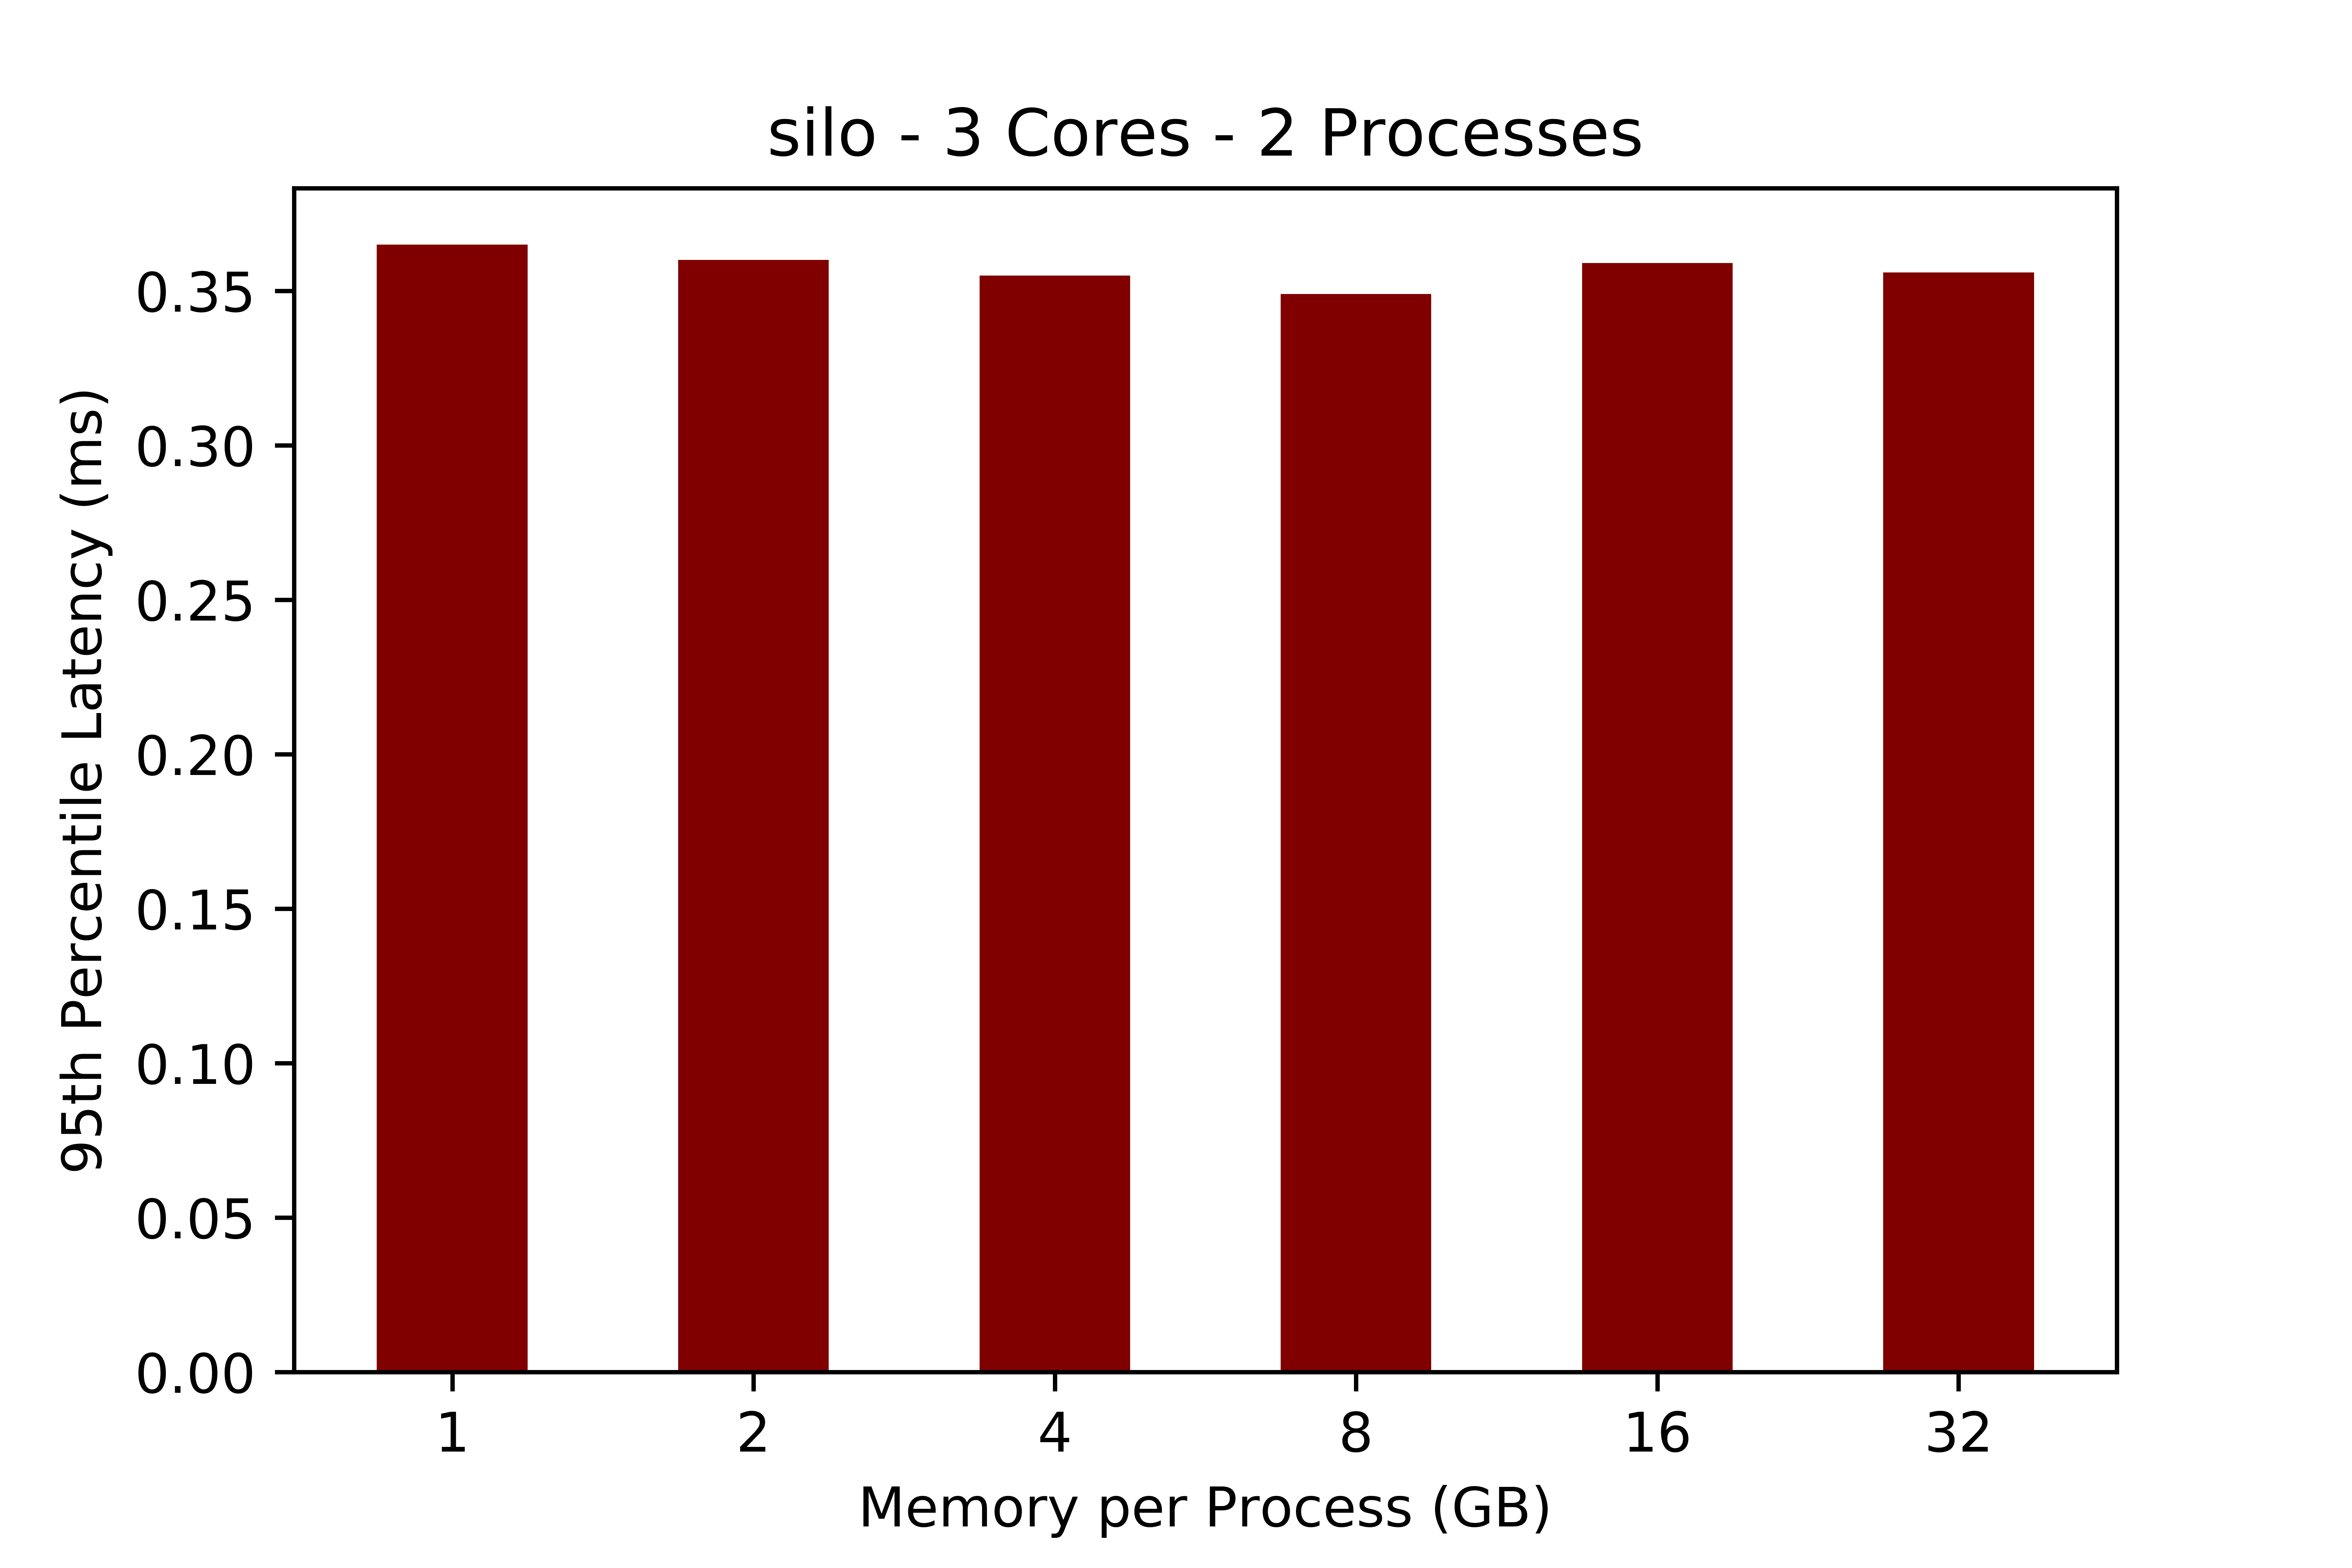 silo - 3 Cores - 2 Processes
95th Percentile Latency (ms)
0.35
0.30
0.25
0.20
0.15
0.10
0.05
0.00
1 2 4 8 16 32
Memory per Process (GB)